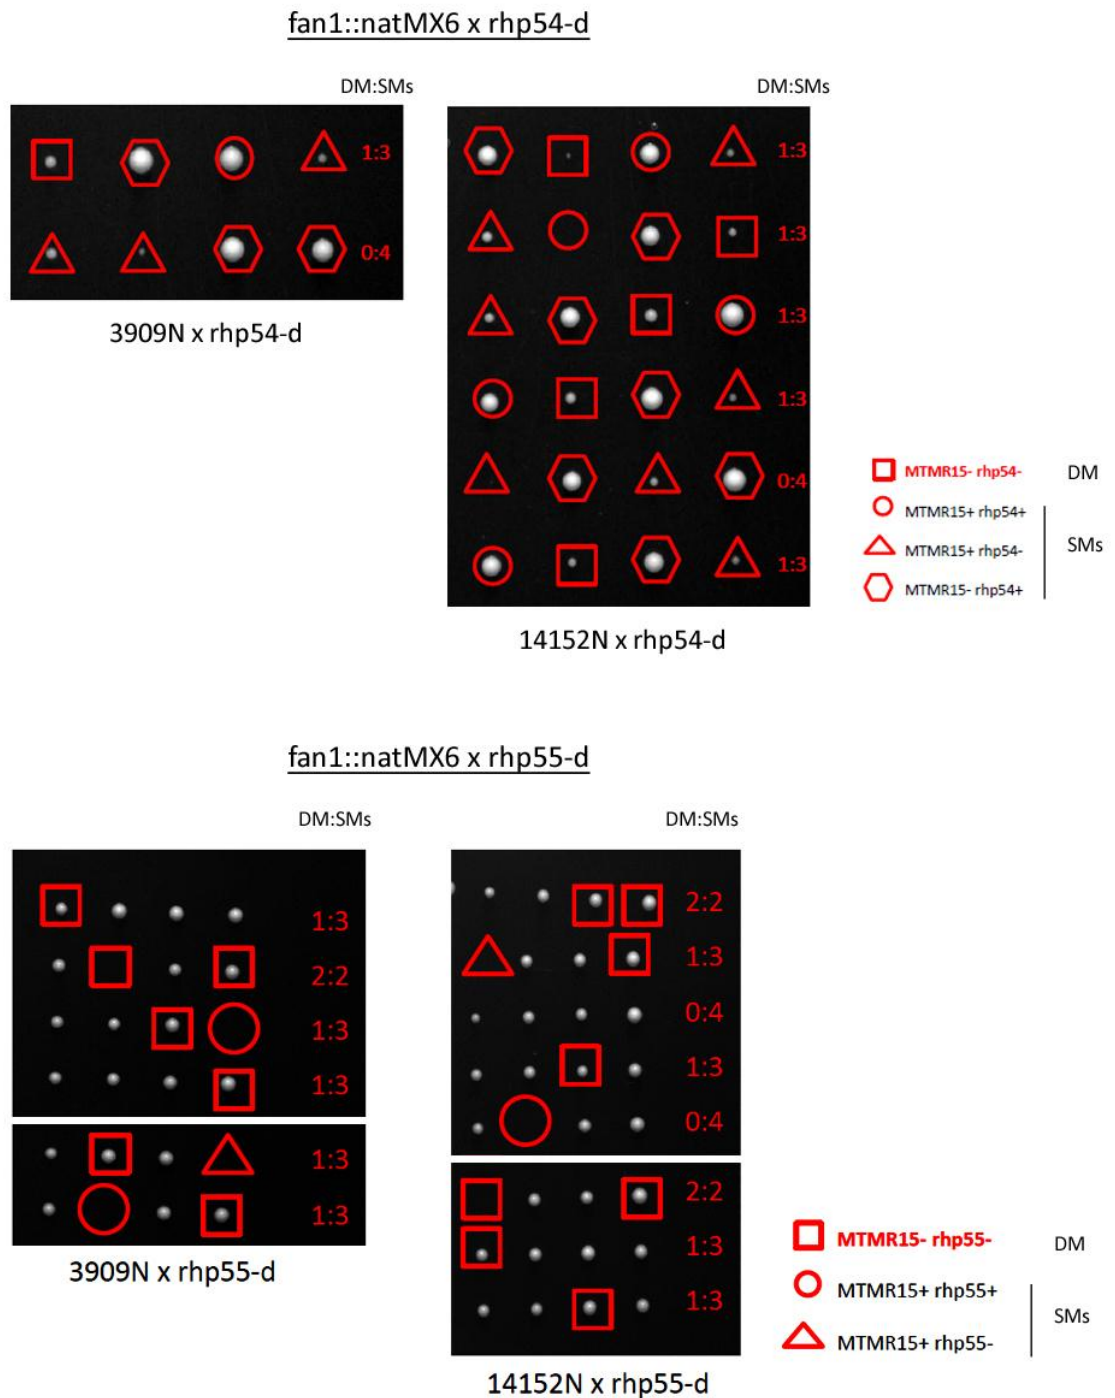 fan1::natMX6 x rhp54-d
DM:SMs
DM:SMs
1:3
0:4
3909N x rhp54-d
1:3
1:3
1:3
1:3
0:4
1:3
14152N x rhp54-d
MTMR15- rhp54- DM
MTMR15+ rhp54+
MTMR15+ rhp54- SMs
MTMR15- rhp54+
fan1::natMX6 x rhp55-d
DM:SMs
DM:SMs
1:3
2:2
1:3
1:3
1:3
1:3
3909N x rhp55-d
2:2
1:3
0:4
1:3
0:4
2:2
1:3
1:3
14152N x rhp55-d
MTMR15- rhp55- DM
MTMR15+ rhp55+
SMs
MTMR15+ rhp55-